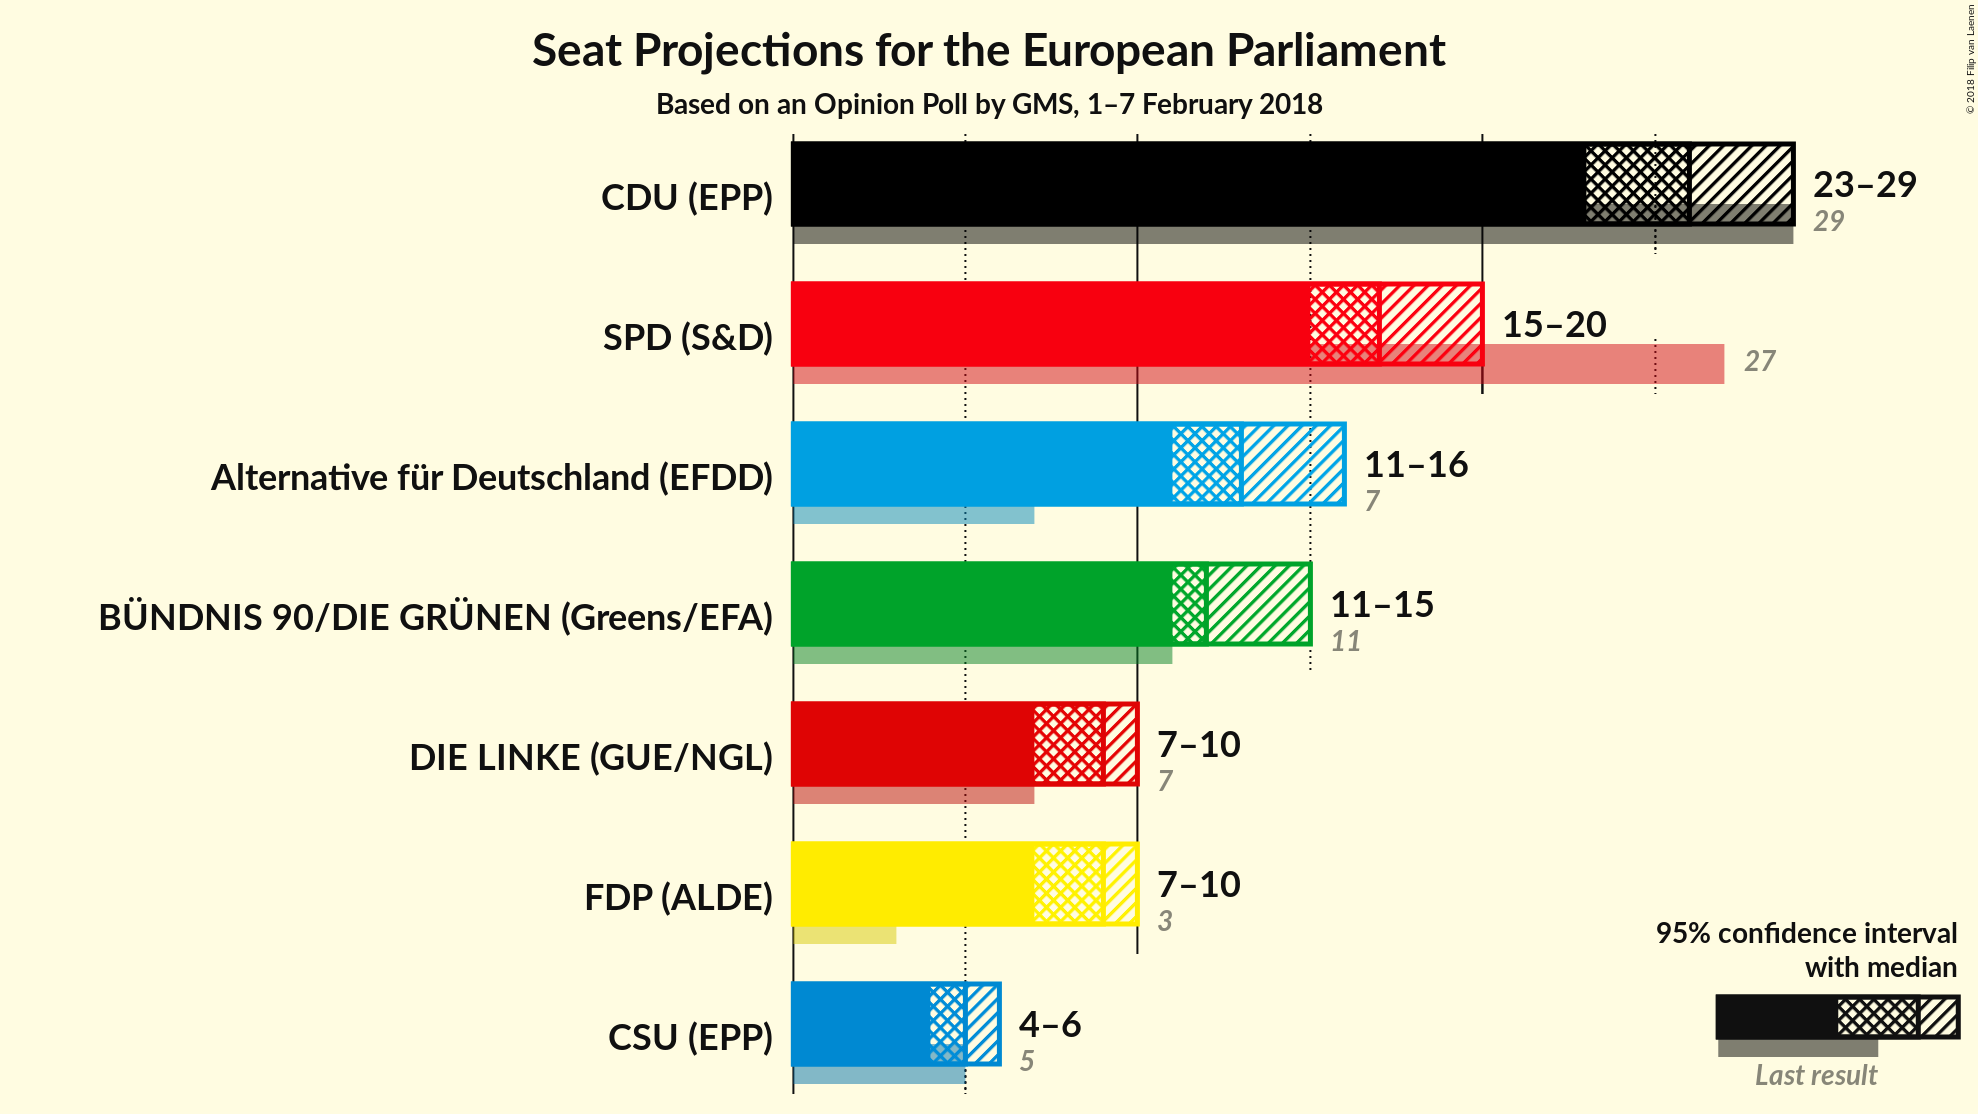 Seat Projections for the European Parliament
Based on an Opinion Poll by GMS, 1–7 February 2018
© 2018 Filip van Laenen
CDU (EPP)
23–29
29
SPD (S&D)
15–20
27
Alternative für Deutschland (EFDD)
11–16
7
BÜNDNIS 90/DIE GRÜNEN (Greens/EFA)
11–15
11
DIE LINKE (GUE/NGL)
7–10
7
FDP (ALDE)
7–10
3
CSU (EPP)
4–6
5
95% confidence interval
with median
Last result